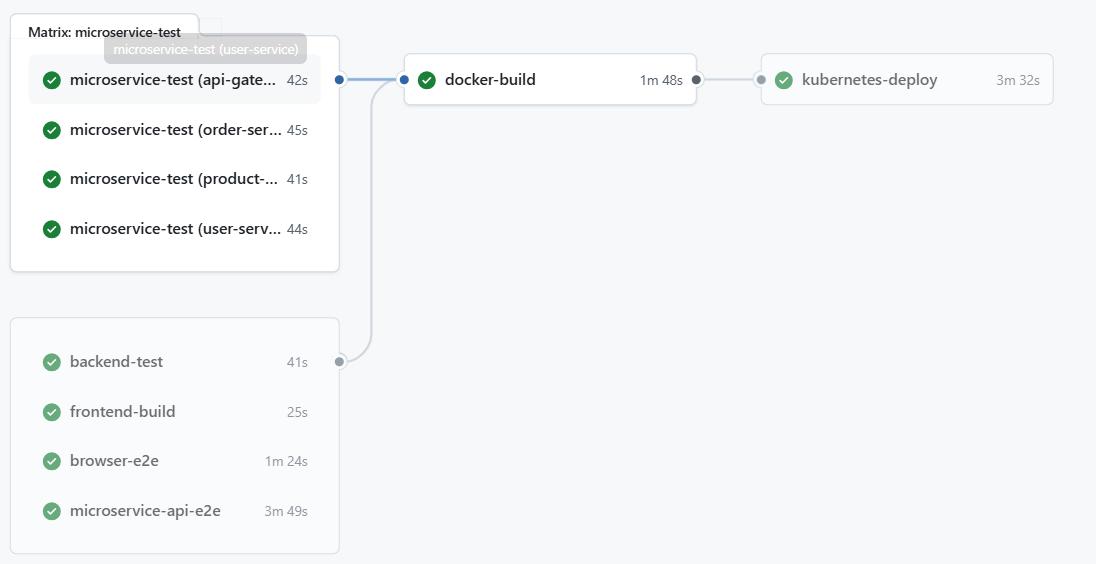 Matrix: microservice-test
microservice-test (user-service)
microservice-test (api-gate... 42s
microservice-test (order-ser... 45s
microservice-test (product-... 41s
microservice-test (user-serv... 44s
docker-build 1m 48s
kubernetes-deploy 3m 32s
backend-test 41s
frontend-build 25s
browser-e2e 1m 24s
microservice-api-e2e 3m 49s